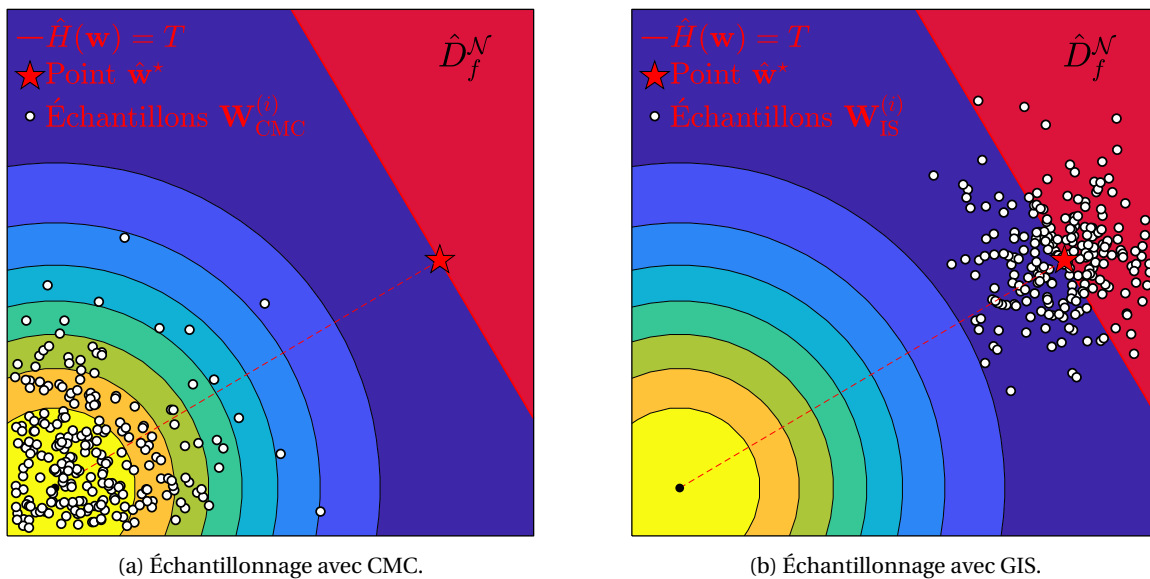 — Ĥ(w) = T
Point ŵ*
Échantillons W_CMC^(i)
D̂_f^𝒩
— Ĥ(w) = T
Point ŵ*
Échantillons W_IS^(i)
D̂_f^𝒩
(a) Échantillonnage avec CMC.
(b) Échantillonnage avec GIS.